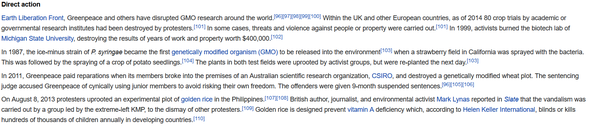 Direct action
Earth Liberation Front, Greenpeace and others have disrupted GMO research around the world.[96][97][98][99][100] Within the UK and other European countries, as of 2014 80 crop trials by academic or
governmental research institutes had been destroyed by protesters.[101] In some cases, threats and violence against people or property were carried out.[101] In 1999, activists burned the biotech lab of
Michigan State University, destroying the results of years of work and property worth $400,000.[102]
In 1987, the ice-minus strain of P. syringae became the first genetically modified organism (GMO) to be released into the environment[103] when a strawberry field in California was sprayed with the bacteria.
This was followed by the spraying of a crop of potato seedlings.[104] The plants in both test fields were uprooted by activist groups, but were re-planted the next day.[103]
In 2011, Greenpeace paid reparations when its members broke into the premises of an Australian scientific research organization, CSIRO, and destroyed a genetically modified wheat plot. The sentencing
judge accused Greenpeace of cynically using junior members to avoid risking their own freedom. The offenders were given 9-month suspended sentences.[96][105][106]
On August 8, 2013 protesters uprooted an experimental plot of golden rice in the Philippines.[107][108] British author, journalist, and environmental activist Mark Lynas reported in Slate that the vandalism was
carried out by a group led by the extreme-left KMP, to the dismay of other protesters.[109] Golden rice is designed prevent vitamin A deficiency which, according to Helen Keller International, blinds or kills
hundreds of thousands of children annually in developing countries.[110]